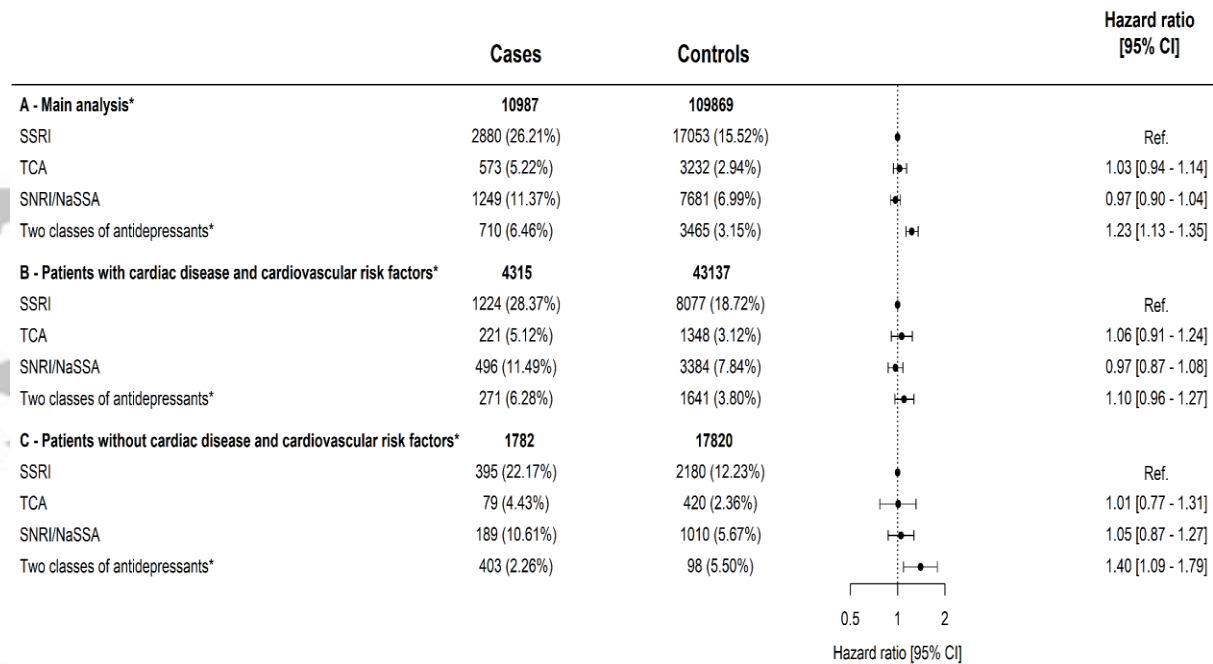 Hazard ratio
Cases Controls [95% CI]
A - Main analysis* 10987 109869
SSRI 2880 (26.21%) 17053 (15.52%) Ref.
TCA 573 (5.22%) 3232 (2.94%) 1.03 [0.94 - 1.14]
SNRI/NaSSA 1249 (11.37%) 7681 (6.99%) 0.97 [0.90 - 1.04]
Two classes of antidepressants* 710 (6.46%) 3465 (3.15%) 1.23 [1.13 - 1.35]
B - Patients with cardiac disease and cardiovascular risk factors* 4315 43137
SSRI 1224 (28.37%) 8077 (18.72%) Ref.
TCA 221 (5.12%) 1348 (3.12%) 1.06 [0.91 - 1.24]
SNRI/NaSSA 496 (11.49%) 3384 (7.84%) 0.97 [0.87 - 1.08]
Two classes of antidepressants* 271 (6.28%) 1641 (3.80%) 1.10 [0.96 - 1.27]
C - Patients without cardiac disease and cardiovascular risk factors* 1782 17820
SSRI 395 (22.17%) 2180 (12.23%) Ref.
TCA 79 (4.43%) 420 (2.36%) 1.01 [0.77 - 1.31]
SNRI/NaSSA 189 (10.61%) 1010 (5.67%) 1.05 [0.87 - 1.27]
Two classes of antidepressants* 403 (2.26%) 98 (5.50%) 1.40 [1.09 - 1.79]
0.5 1 2
Hazard ratio [95% CI]